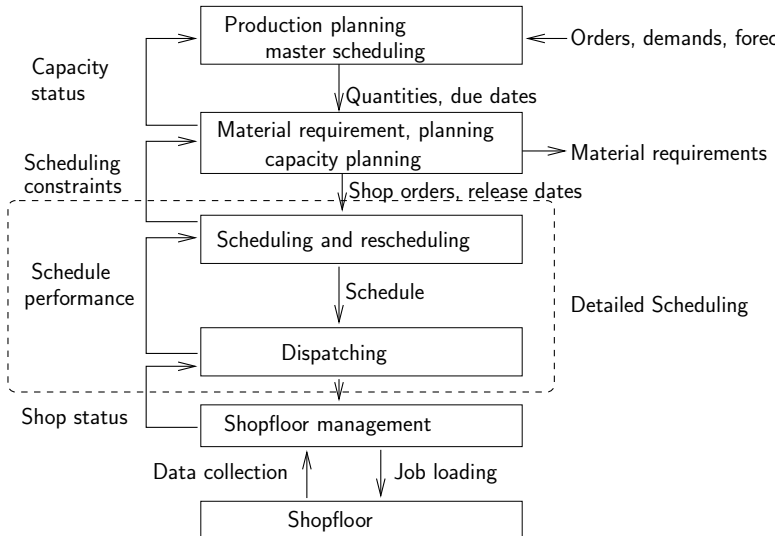 Production planning
master scheduling
Orders, demands, forec
Capacity
status
Quantities, due dates
Material requirement, planning
capacity planning
Material requirements
Scheduling
constraints
Shop orders, release dates
Scheduling and rescheduling
Schedule
performance
Schedule
Detailed Scheduling
Dispatching
Shop status
Shopfloor management
Data collection
Job loading
Shopfloor